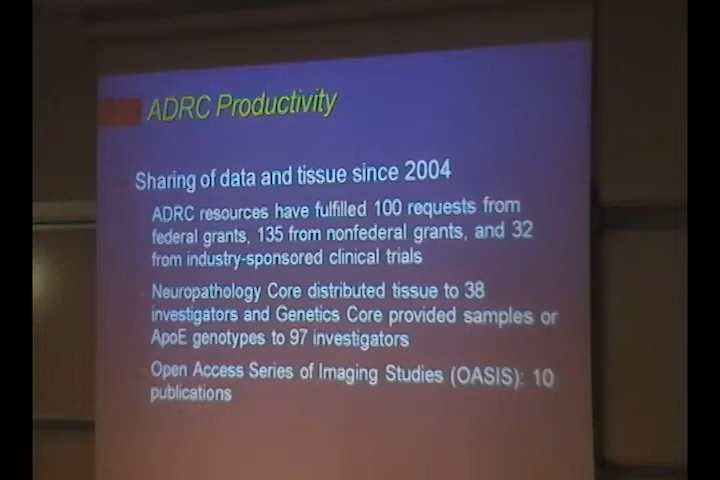 ADRC Productivity
Sharing of data and tissue since 2004
ADRC resources have fulfilled 100 requests from
federal grants, 135 from nonfederal grants, and 32
from industry-sponsored clinical trials
Neuropathology Core distributed tissue to 38
investigators and Genetics Core provided samples or
ApoE genotypes to 97 investigators
Open Access Series of Imaging Studies (OASIS): 10
publications